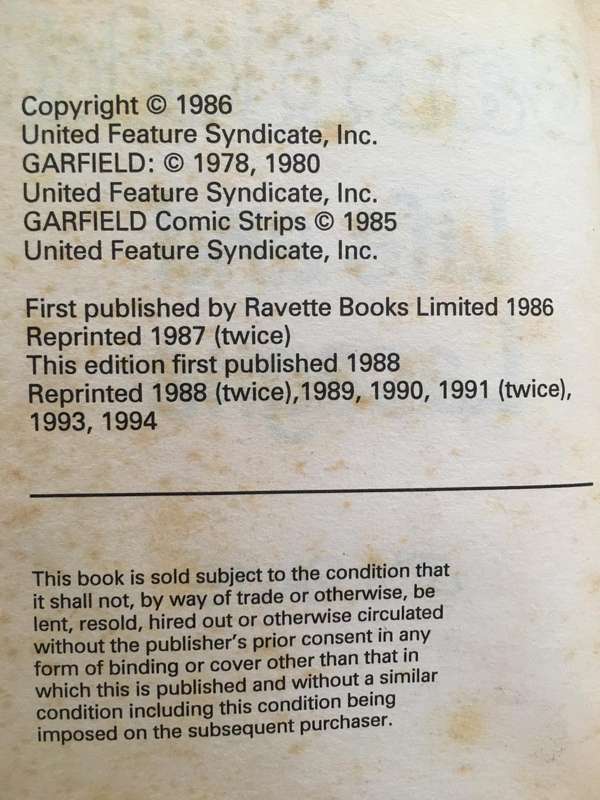 Copyright © 1986
United Feature Syndicate, Inc.
GARFIELD: © 1978, 1980
United Feature Syndicate, Inc.
GARFIELD Comic Strips © 1985
United Feature Syndicate, Inc.
First published by Ravette Books Limited 1986
Reprinted 1987 (twice)
This edition first published 1988
Reprinted 1988 (twice),1989, 1990, 1991 (twice),
1993, 1994
This book is sold subject to the condition that
it shall not, by way of trade or otherwise, be
lent, resold, hired out or otherwise circulated
without the publisher's prior consent in any
form of binding or cover other than that in
which this is published and without a similar
condition including this condition being
imposed on the subsequent purchaser.